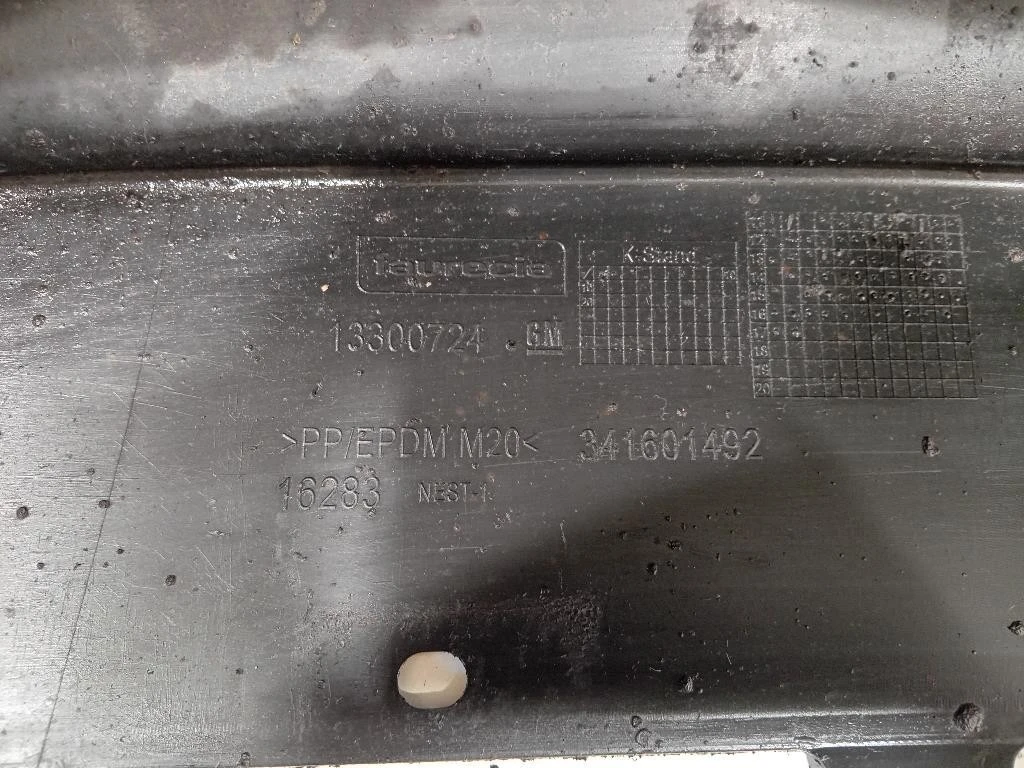 faurecia
K-Stand
13300724 GM
>PP/EPDM M20< 341601492
16283 NEST-1